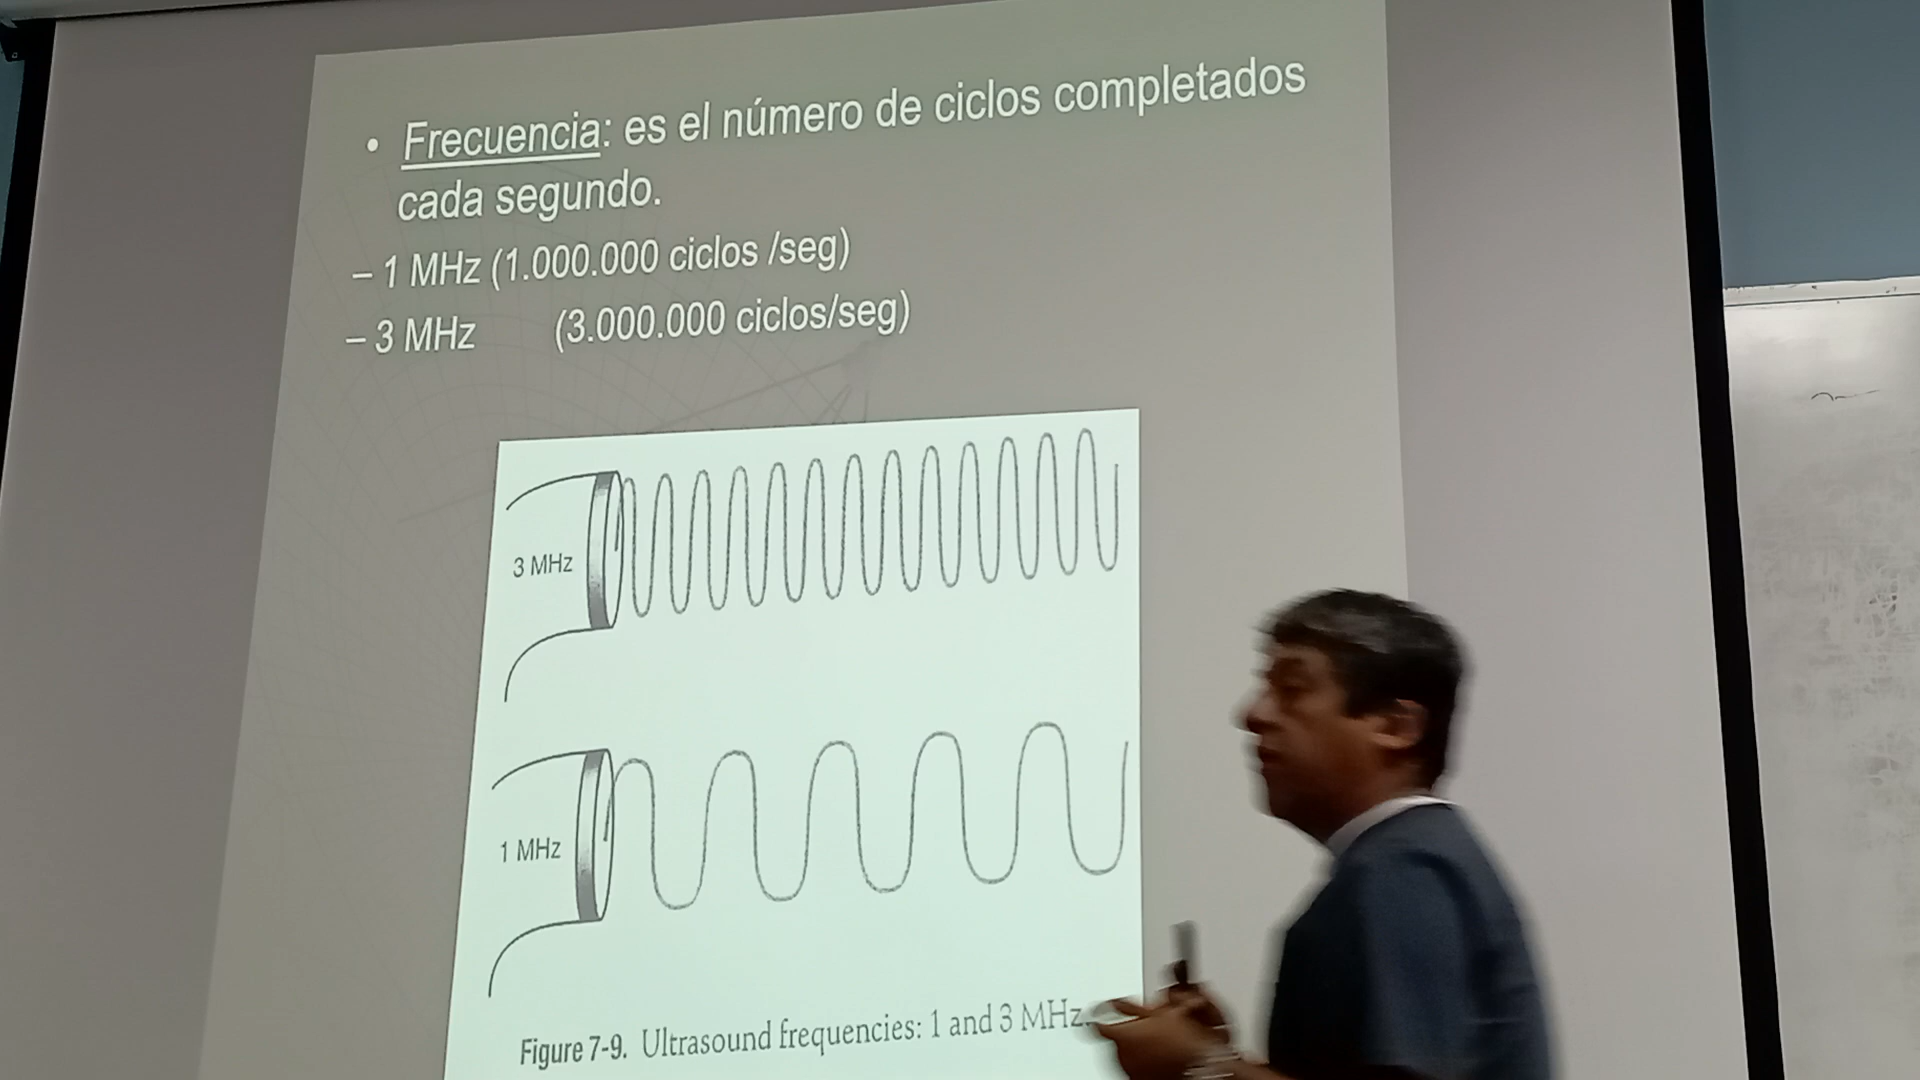 • Frecuencia: es el número de ciclos completados
cada segundo.
– 1 MHz (1.000.000 ciclos /seg)
– 3 MHz (3.000.000 ciclos/seg)
3 MHz
1 MHz
Figure 7-9. Ultrasound frequencies: 1 and 3 MHz.